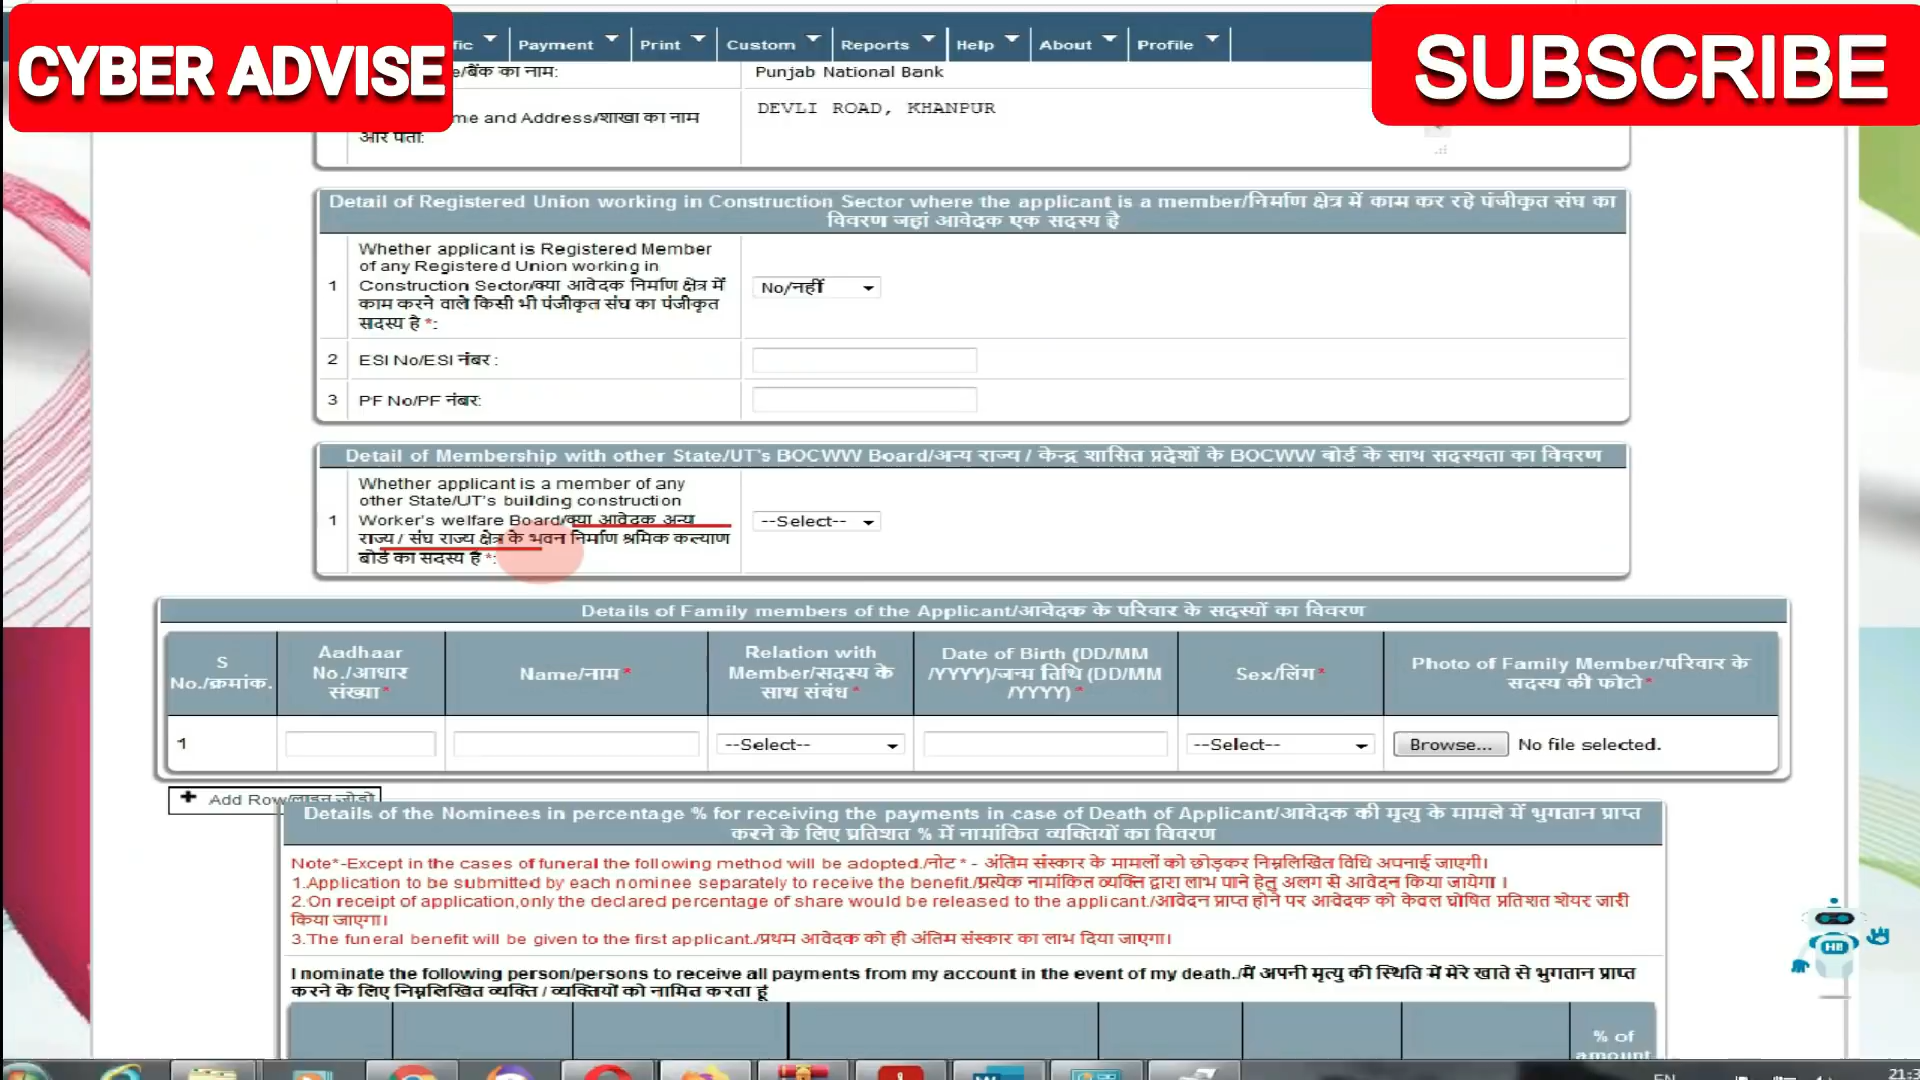 CYBER ADVISE
SUBSCRIBE
fic Payment Print Custom Reports Help About Profile
e/बैंक का नाम: Punjab National Bank
me and Address/शाखा का नाम
और पता:
DEVLI ROAD, KHANPUR
Detail of Registered Union working in Construction Sector where the applicant is a member/निर्माण क्षेत्र में काम कर रहे पंजीकृत संघ का
विवरण जहां आवेदक एक सदस्य है
1
Whether applicant is Registered Member
of any Registered Union working in
Construction Sector/क्या आवेदक निर्माण क्षेत्र में
काम करने वाले किसी भी पंजीकृत संघ का पंजीकृत
सदस्य है *:
No/नहीं
2 ESI No/ESI नंबर :
3 PF No/PF नंबर:
Detail of Membership with other State/UT's BOCWW Board/अन्य राज्य / केन्द्र शासित प्रदेशों के BOCWW बोर्ड के साथ सदस्यता का विवरण
1
Whether applicant is a member of any
other State/UT's building construction
Worker's welfare Board/क्या आवेदक अन्य
राज्य / संघ राज्य क्षेत्र के भवन निर्माण श्रमिक कल्याण
बोर्ड का सदस्य है *:
--Select--
Details of Family members of the Applicant/आवेदक के परिवार के सदस्यों का विवरण
S
No./क्रमांक.
Aadhaar
No./आधार
संख्या*
Name/नाम*
Relation with
Member/सदस्य के
साथ संबंध*
Date of Birth (DD/MM
/YYYY)/जन्म तिथि (DD/MM
/YYYY)*
Sex/लिंग*
Photo of Family Member/परिवार के
सदस्य की फोटो*
1 --Select-- --Select-- Browse... No file selected.
+ Add Row/लाइन जोड़ो
Details of the Nominees in percentage % for receiving the payments in case of Death of Applicant/आवेदक की मृत्यु के मामले में भुगतान प्राप्त
करने के लिए प्रतिशत % में नामांकित व्यक्तियों का विवरण
Note*-Except in the cases of funeral the following method will be adopted./नोट * - अंतिम संस्कार के मामलों को छोड़कर निम्नलिखित विधि अपनाई जाएगी।
1.Application to be submitted by each nominee separately to receive the benefit./प्रत्येक नामांकित व्यक्ति द्वारा लाभ पाने हेतु अलग से आवेदन किया जायेगा ।
2.On receipt of application,only the declared percentage of share would be released to the applicant./आवेदन प्राप्त होने पर आवेदक को केवल घोषित प्रतिशत शेयर जारी
किया जाएगा।
3.The funeral benefit will be given to the first applicant./प्रथम आवेदक को ही अंतिम संस्कार का लाभ दिया जाएगा।
I nominate the following person/persons to receive all payments from my account in the event of my death./मैं अपनी मृत्यु की स्थिति में मेरे खाते से भुगतान प्राप्त
करने के लिए निम्नलिखित व्यक्ति / व्यक्तियों को नामित करता हूं
% of
amount
HI!
EN
21:3